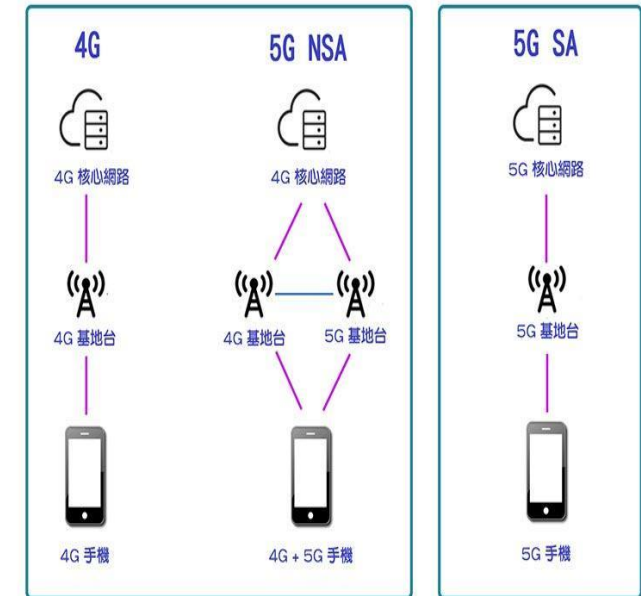 4G
5G NSA
5G SA
4G 核心網路
4G 核心網路
5G 核心網路
4G 基地台
4G 基地台
5G 基地台
5G 基地台
4G 手機
4G + 5G 手機
5G 手機